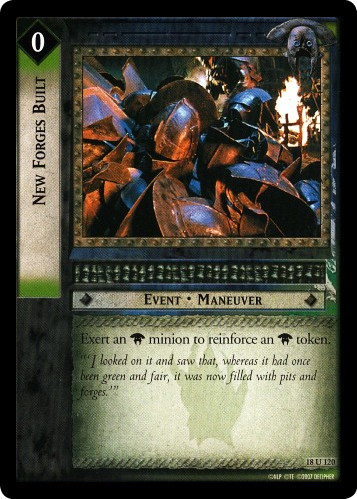 0
NEW FORGES BUILT
EVENT • MANEUVER
Exert an minion to reinforce an token.
"'I looked on it and saw that, whereas it had once
been green and fair, it was now filled with pits and
forges.'"
18 U 120
©NLP ©TE ©2007 DECIPHER